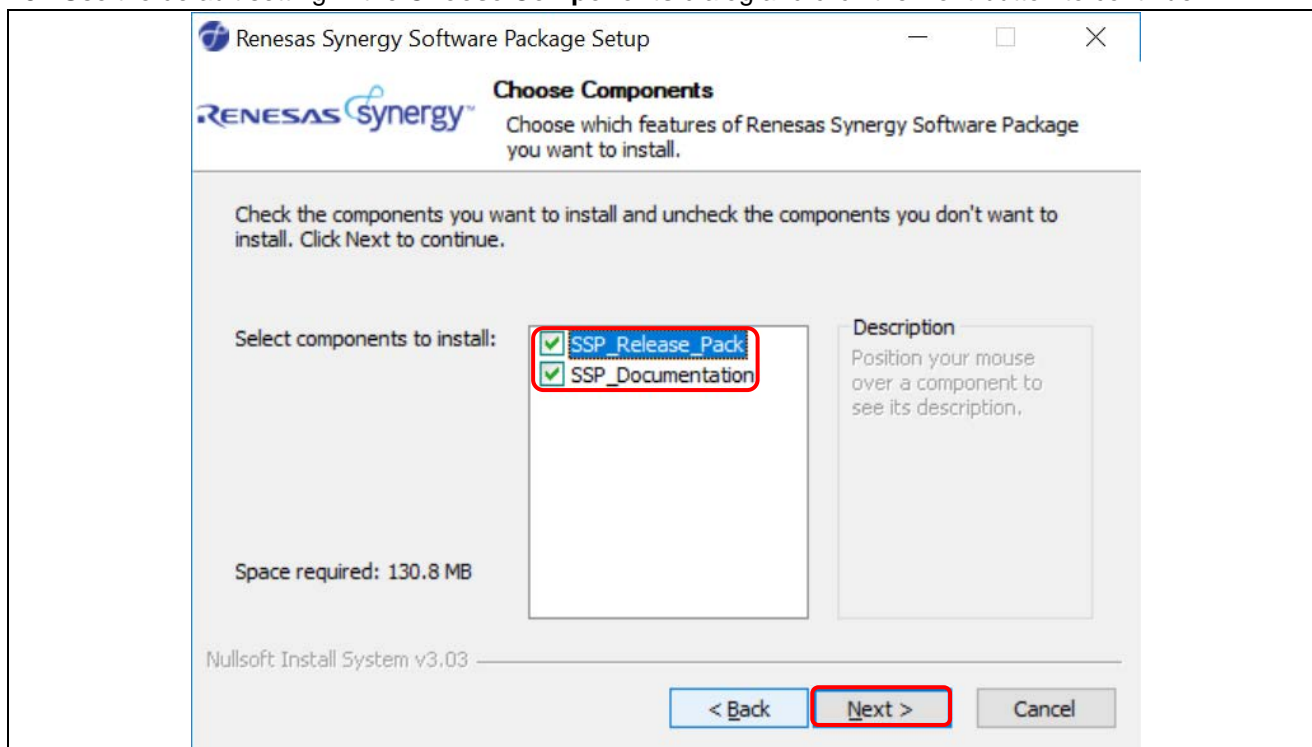 Renesas Synergy Software Package Setup
RENESAS synergy™
Choose Components
Choose which features of Renesas Synergy Software Package
you want to install.
Check the components you want to install and uncheck the components you don't want to
install. Click Next to continue.
Select components to install:
SSP_Release_Pack
SSP_Documentation
Description
Position your mouse
over a component to
see its description.
Space required: 130.8 MB
Nullsoft Install System v3.03
< Back
Next >
Cancel